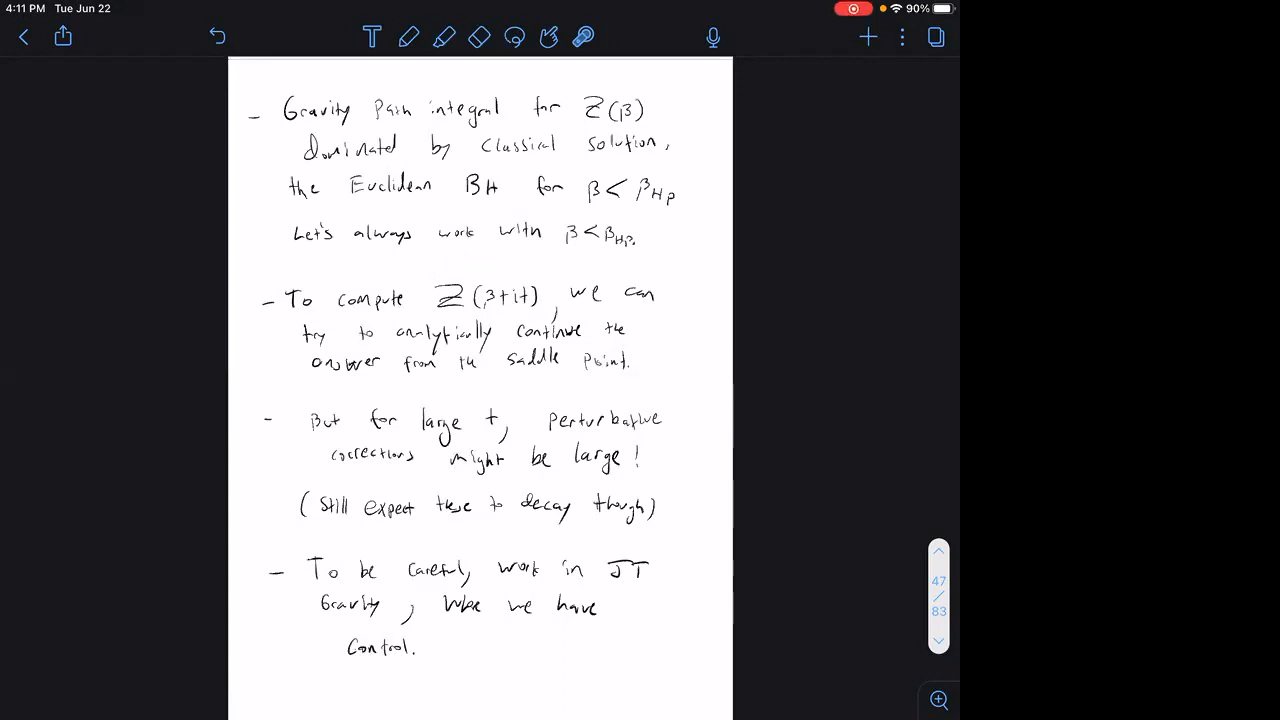 4:11 PM Tue Jun 22
90%
- Gravity Path integral for Z(β)
dominated by classical solution,
the Euclidean BH for β < β_HP
Let's always work with β < β_HP.
- To compute Z(β+it), we can
try to analytically continue the
answer from the saddle point.
- But for large t, perturbative
corrections might be large!
(Still expect these to decay though)
- To be careful, work in JT
Gravity, where we have
control.
47
/
83